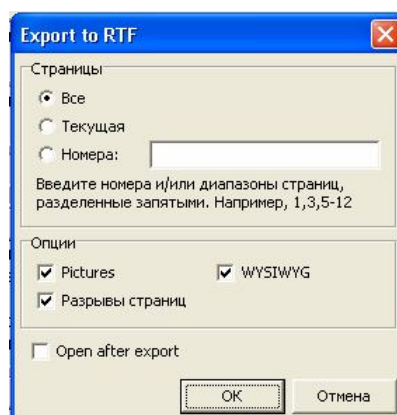 Export to RTF
Страницы
Все
Текущая
Номера:
Введите номера и/или диапазоны страниц,
разделенные запятыми. Например, 1,3,5-12
Опции
Pictures WYSIWYG
Разрывы страниц
Open after export
OK Отмена